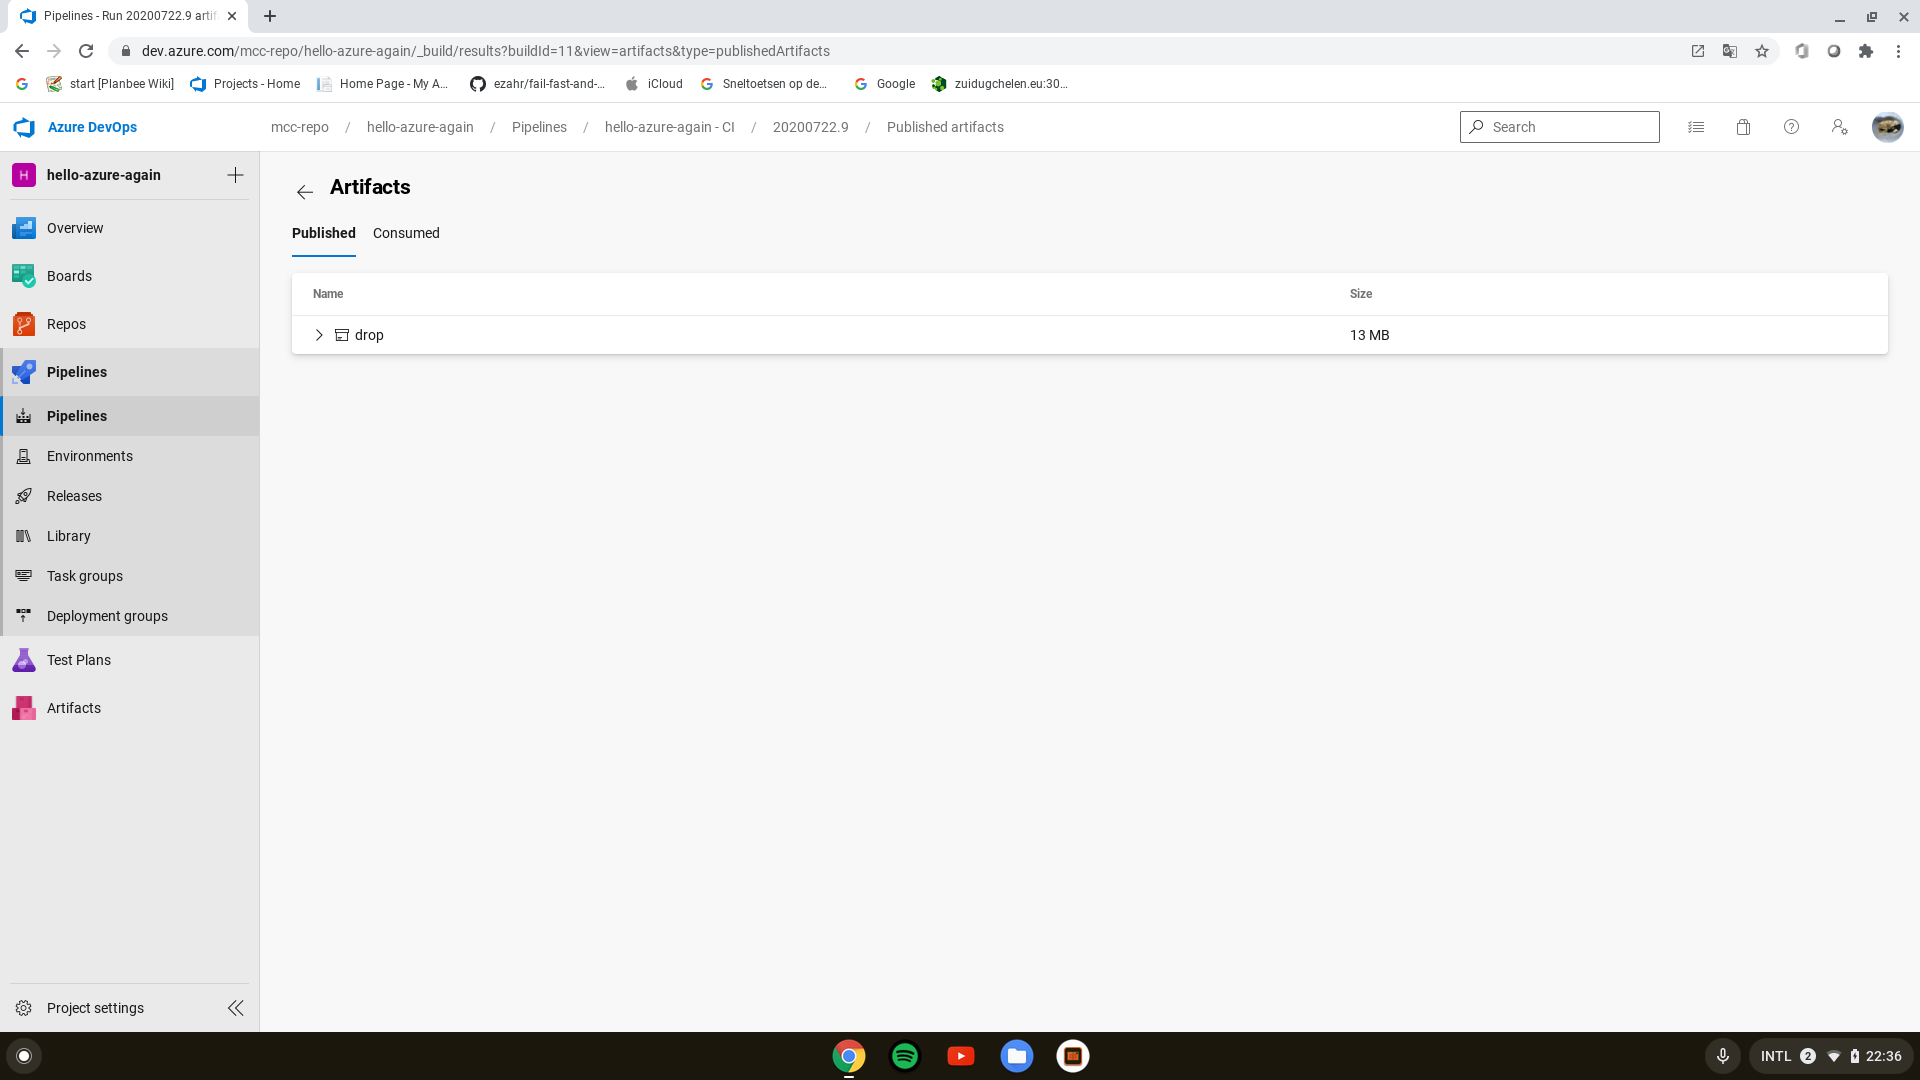 Pipelines - Run 20200722.9 artif
dev.azure.com/mcc-repo/hello-azure-again/_build/results?buildId=11&view=artifacts&type=publishedArtifacts
start [Planbee Wiki] Projects - Home Home Page - My A... ezahr/fail-fast-and-... iCloud Sneltoetsen op de... Google zuidugchelen.eu:30...
Azure DevOps mcc-repo / hello-azure-again / Pipelines / hello-azure-again - CI / 20200722.9 / Published artifacts Search
H hello-azure-again
Overview
Boards
Repos
Pipelines
Pipelines
Environments
Releases
Library
Task groups
Deployment groups
Test Plans
Artifacts
Project settings
Artifacts
Published Consumed
Name Size
drop 13 MB
INTL 2 22:36